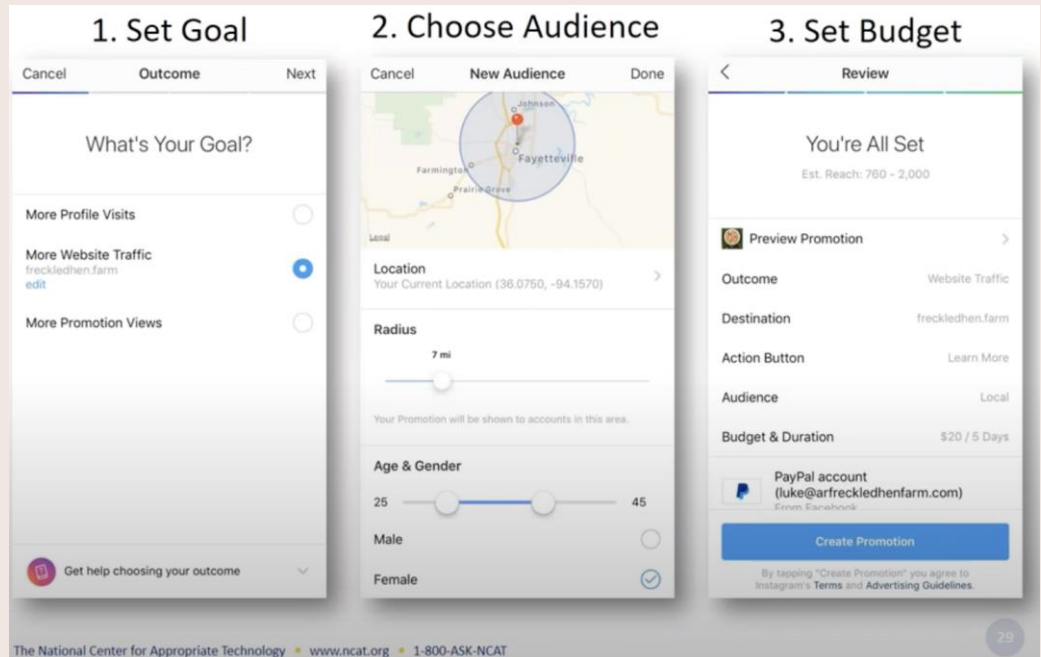 1. Set Goal
Cancel Outcome Next
What's Your Goal?
More Profile Visits
More Website Traffic
freckledhen.farm
edit
More Promotion Views
Get help choosing your outcome
2. Choose Audience
Cancel New Audience Done
Johnson
Fayetteville
Farmington
Prairie Grove
Legal
Location
Your Current Location (36.0750, -94.1570)
Radius
7 mi
Your Promotion will be shown to accounts in this area.
Age & Gender
25 45
Male
Female
3. Set Budget
Review
You're All Set
Est. Reach: 760 - 2,000
Preview Promotion
Outcome Website Traffic
Destination freckledhen.farm
Action Button Learn More
Audience Local
Budget & Duration $20 / 5 Days
PayPal account
(luke@arfreckledhenfarm.com)
From Facebook
Create Promotion
By tapping "Create Promotion" you agree to
Instagram's Terms and Advertising Guidelines.
The National Center for Appropriate Technology • www.ncat.org • 1-800-ASK-NCAT
29